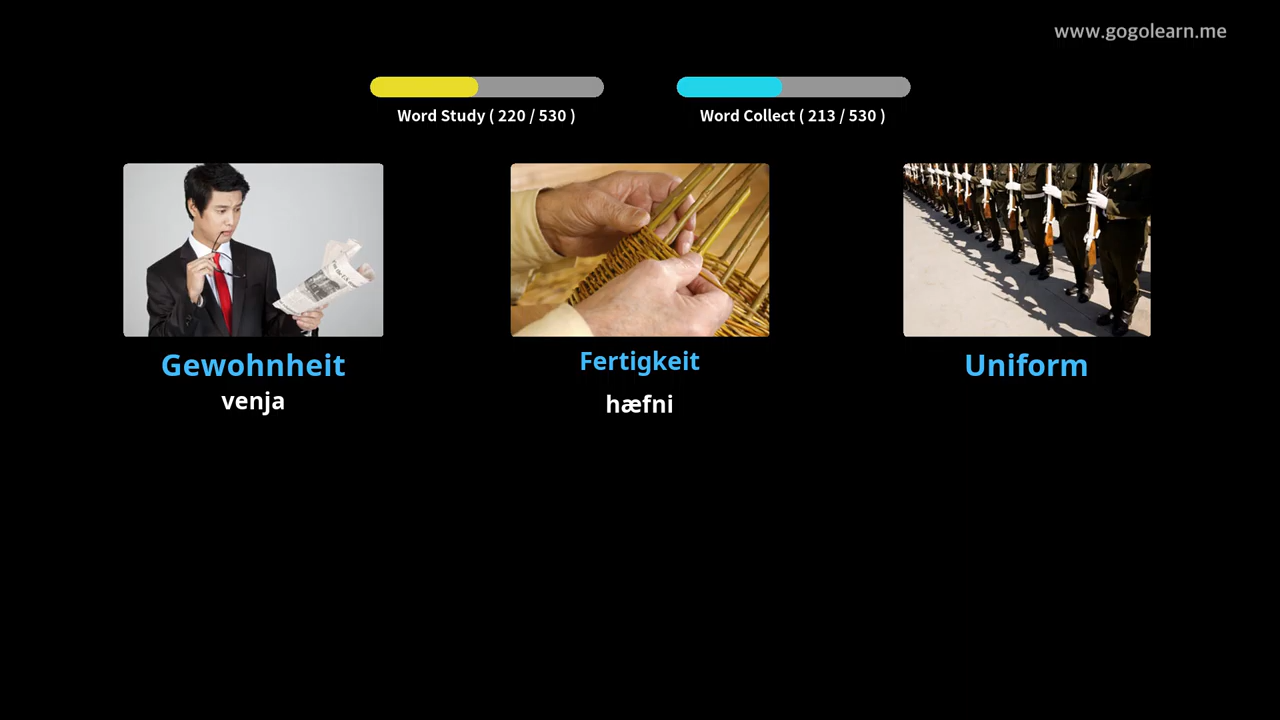 www.gogolearn.me
Word Study ( 220 / 530 )
Word Collect ( 213 / 530 )
Gewohnheit
venja
Fertigkeit
hæfni
Uniform